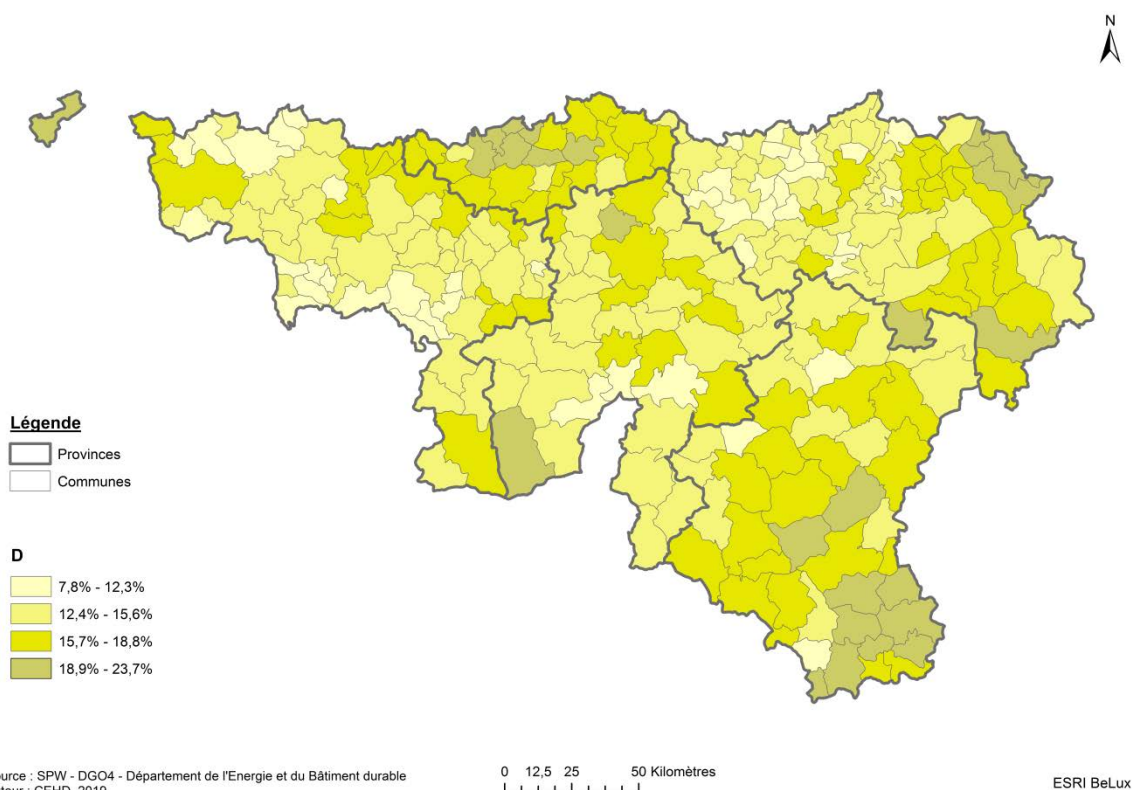 N
Légende
Provinces
Communes
D
7,8% - 12,3%
12,4% - 15,6%
15,7% - 18,8%
18,9% - 23,7%
ource : SPW - DGO4 - Département de l'Energie et du Bâtiment durable
0 12,5 25 50 Kilomètres
ESRI BeLux